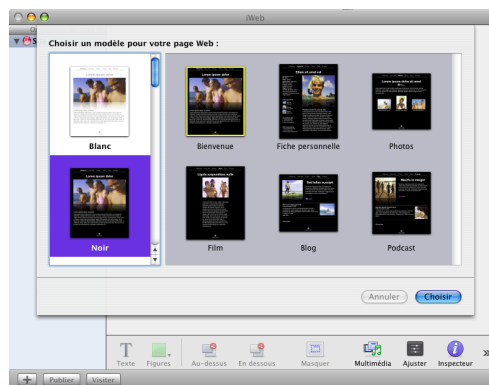 iWeb
Choisir un modèle pour votre page Web :
Blanc
Noir
Bienvenue
Fiche personnelle
Photos
Film
Blog
Podcast
Annuler
Choisir
Texte
Figures
Au-dessus
En dessous
Masquer
Multimédia
Ajuster
Inspecteur
Publier
Visiter